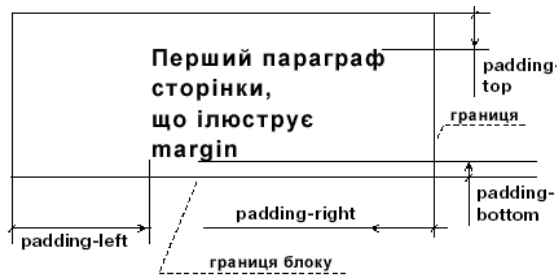 Перший параграф
сторінки,
що ілюструє
margin
padding-
top
границя
padding-
bottom
padding-right
padding-left
границя блоку